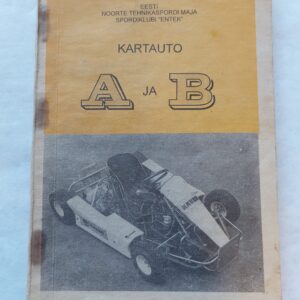 EESTI
NOORTE TEHNIKASPORDI MAJA
SPORDIKLUBI "ENTEK"
KARTAUTO
A JA B